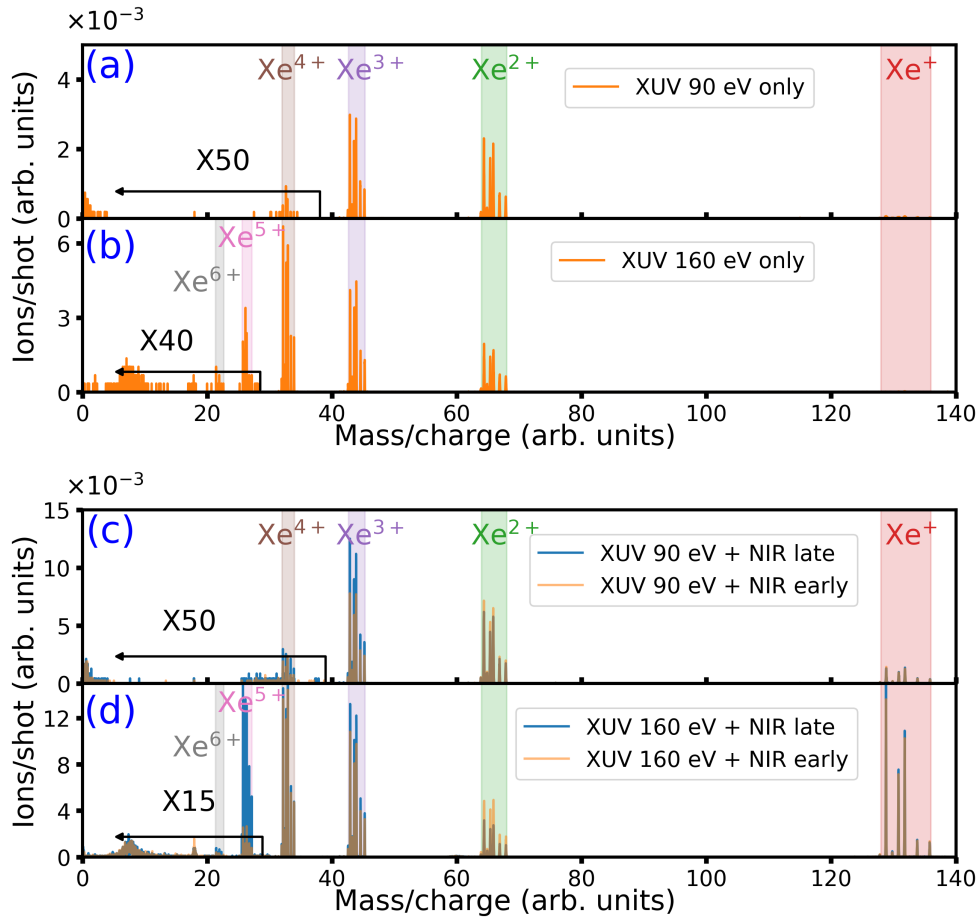 ×10⁻³
(a) Xe⁴⁺ Xe³⁺ Xe²⁺ Xe⁺
XUV 90 eV only
X50
4
2
0
(b) Xe⁵⁺
XUV 160 eV only
Xe⁶⁺
X40
6
3
0
Ions/shot (arb. units)
0 20 40 60 80 100 120 140
Mass/charge (arb. units)
×10⁻³
(c) Xe⁴⁺ Xe³⁺ Xe²⁺ Xe⁺
XUV 90 eV + NIR late
XUV 90 eV + NIR early
X50
15
10
5
0
(d) Xe⁵⁺
XUV 160 eV + NIR late
XUV 160 eV + NIR early
Xe⁶⁺
X15
12
8
4
0
Ions/shot (arb. units)
0 20 40 60 80 100 120 140
Mass/charge (arb. units)